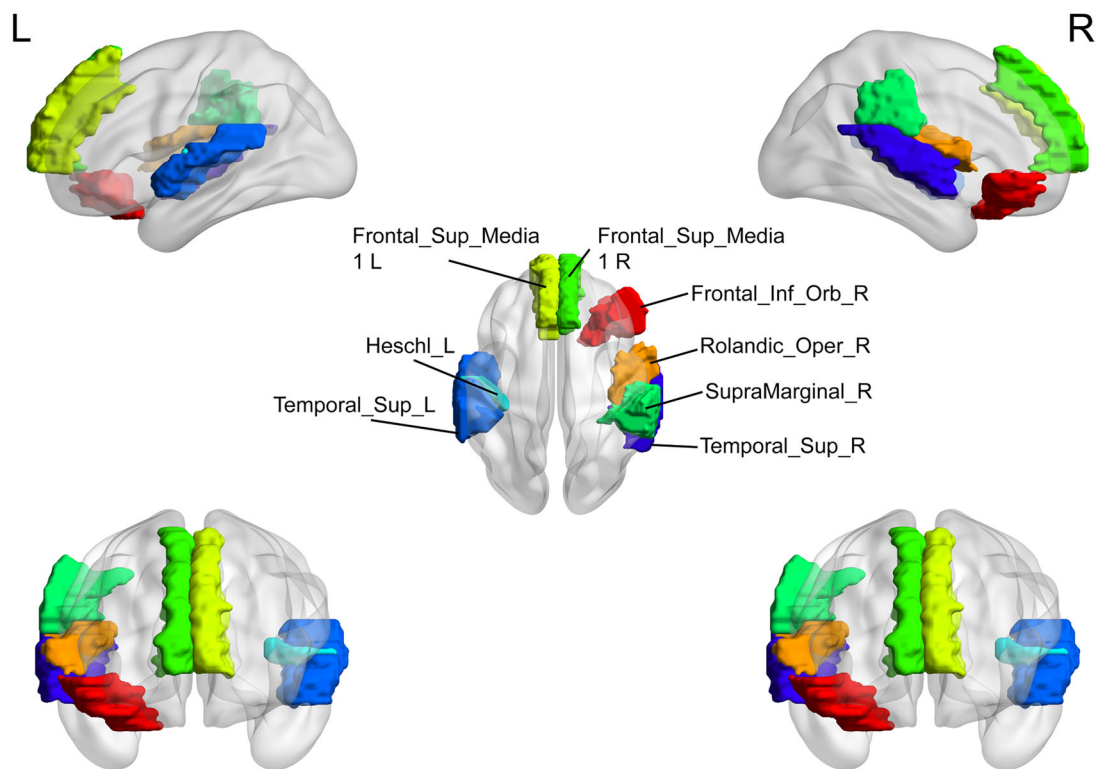 L
R
Frontal_Sup_Media
1 L
Frontal_Sup_Media
1 R
Frontal_Inf_Orb_R
Heschl_L
Rolandic_Oper_R
Temporal_Sup_L
SupraMarginal_R
Temporal_Sup_R